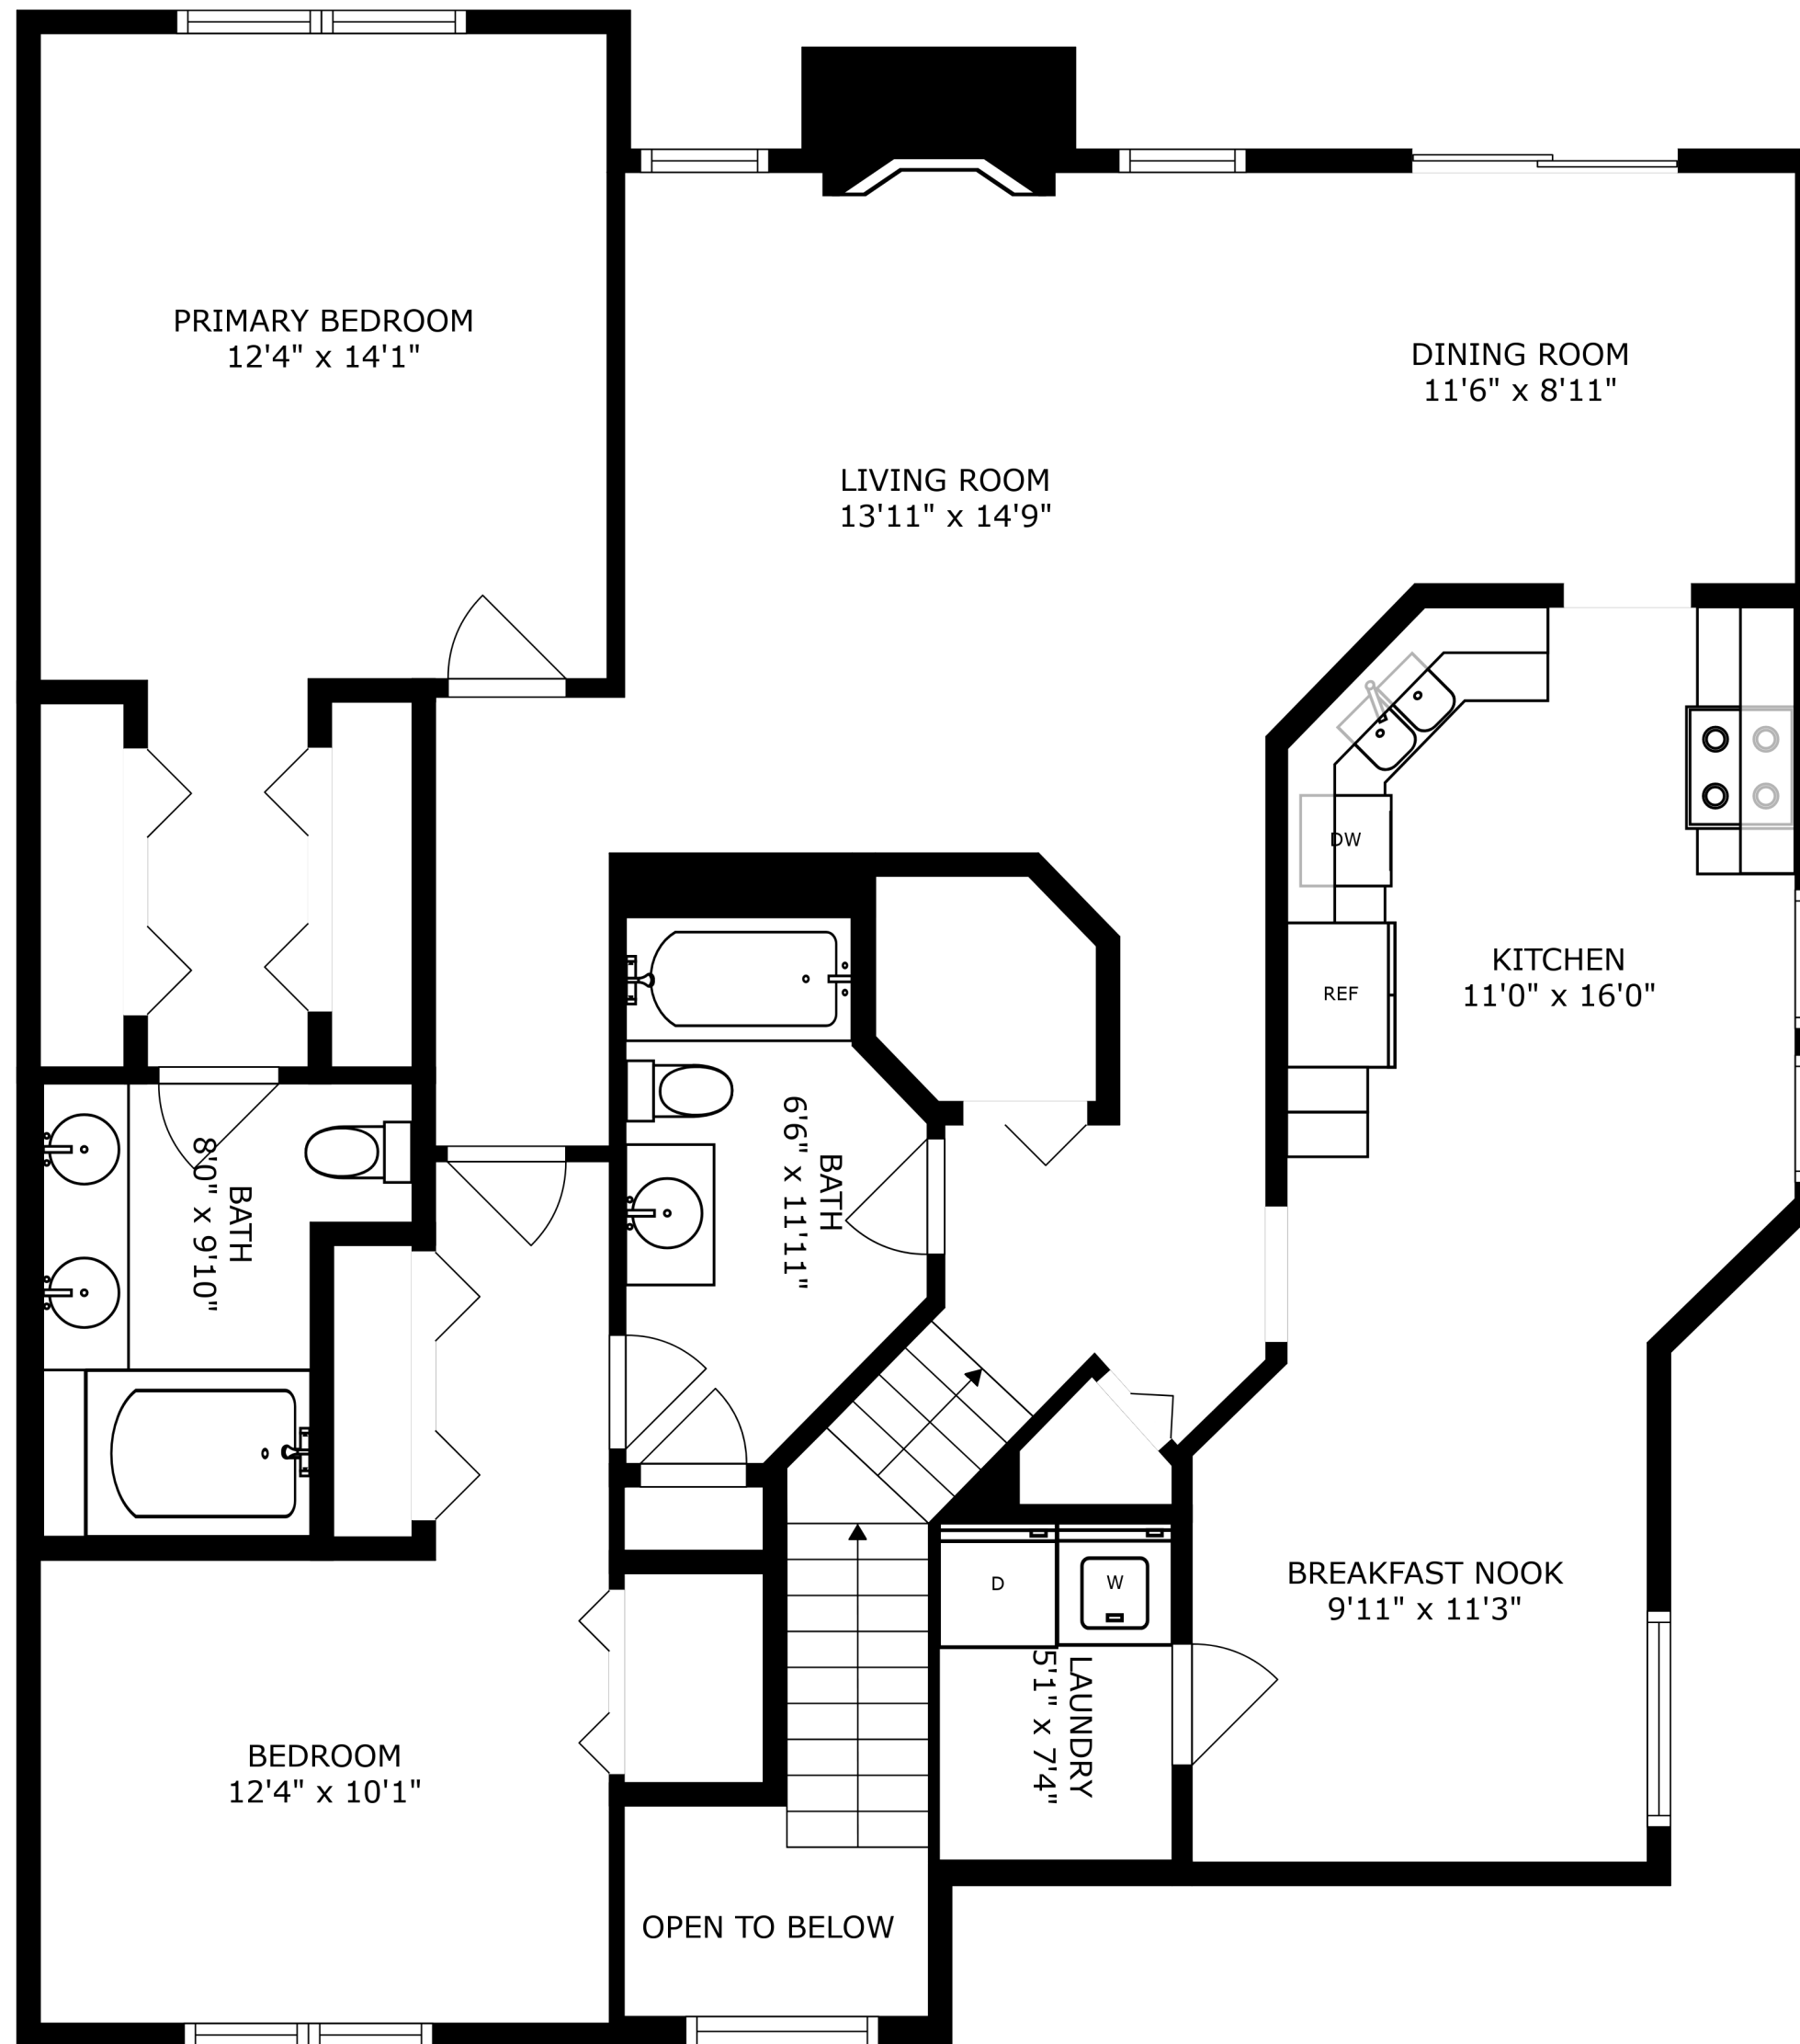 PRIMARY BEDROOM
12'4" x 14'1"
DINING ROOM
11'6" x 8'11"
LIVING ROOM
13'11" x 14'9"
DW
REF
KITCHEN
11'0" x 16'0"
BATH
6'6" x 11'11"
BATH
8'0" x 9'10"
D
W
BREAKFAST NOOK
9'11" x 11'3"
LAUNDRY
5'1" x 7'4"
BEDROOM
12'4" x 10'1"
OPEN TO BELOW